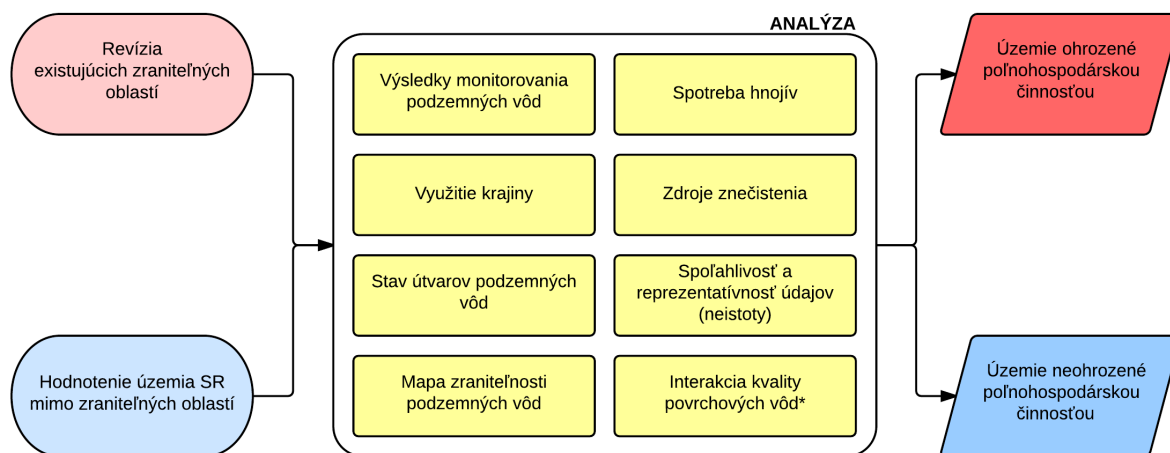 Revízia
existujúcich zraniteľných
oblastí
Hodnotenie územia SR
mimo zraniteľných oblastí
ANALÝZA
Výsledky monitorovania
podzemných vôd
Spotreba hnojív
Využitie krajiny
Zdroje znečistenia
Stav útvarov podzemných
vôd
Spoľahlivosť a
reprezentatívnosť údajov
(neistoty)
Mapa zraniteľnosti
podzemných vôd
Interakcia kvality
povrchových vôd*
Územie ohrozené
poľnohospodárskou
činnosťou
Územie neohrozené
poľnohospodárskou
činnosťou